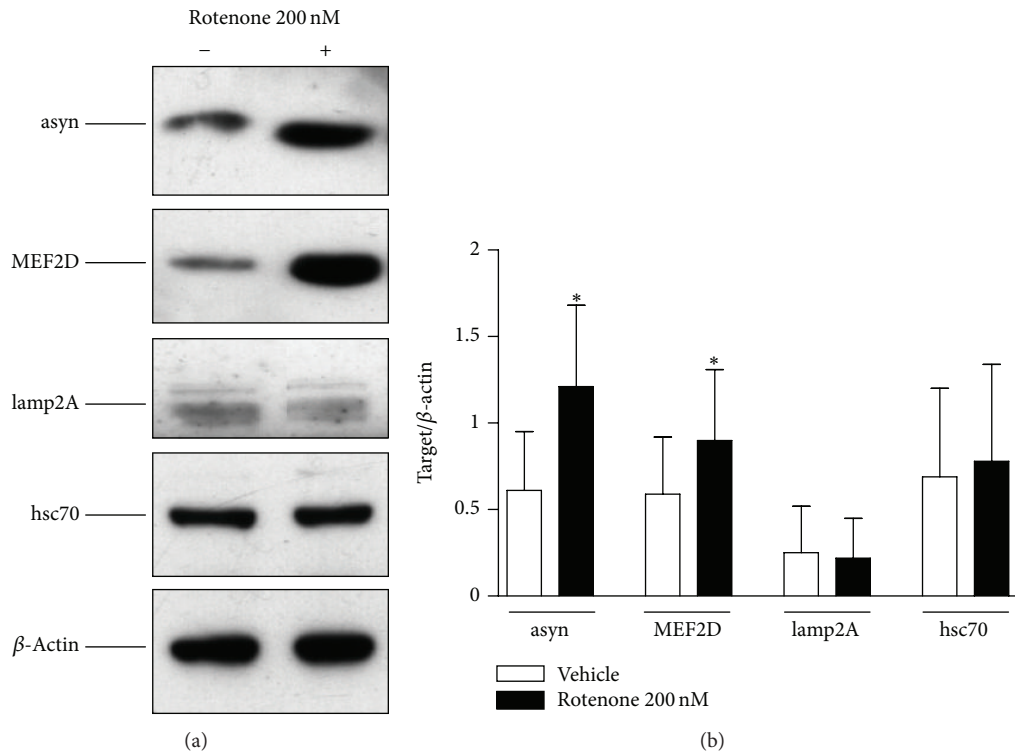 Rotenone 200 nM
− +
asyn
MEF2D
lamp2A
hsc70
β-Actin
(a)
2
1.5
1
0.5
0
Target/β-actin
* *
asyn MEF2D lamp2A hsc70
Vehicle
Rotenone 200 nM
(b)